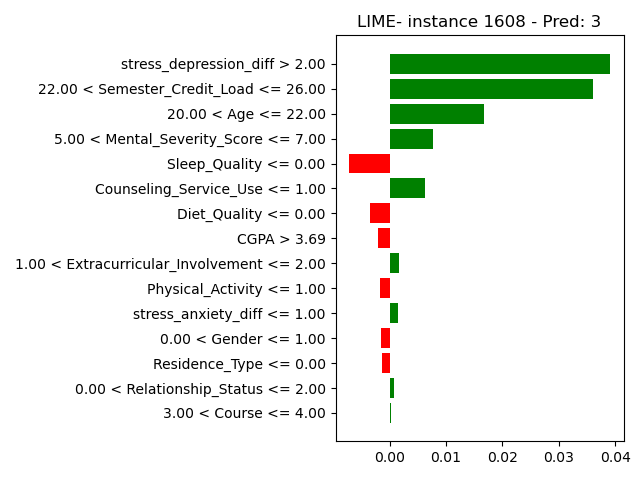 LIME- instance 1608 - Pred: 3
stress_depression_diff > 2.00
22.00 < Semester_Credit_Load <= 26.00
20.00 < Age <= 22.00
5.00 < Mental_Severity_Score <= 7.00
Sleep_Quality <= 0.00
Counseling_Service_Use <= 1.00
Diet_Quality <= 0.00
CGPA > 3.69
1.00 < Extracurricular_Involvement <= 2.00
Physical_Activity <= 1.00
stress_anxiety_diff <= 1.00
0.00 < Gender <= 1.00
Residence_Type <= 0.00
0.00 < Relationship_Status <= 2.00
3.00 < Course <= 4.00
0.00 0.01 0.02 0.03 0.04